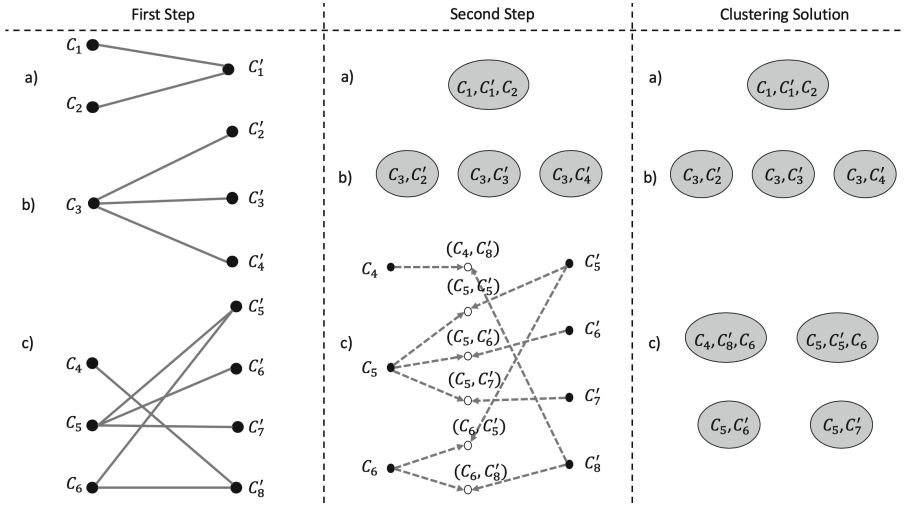 First Step
Second Step
Clustering Solution
a)
C₁
C₂
C′₁
b)
C₃
C′₂
C′₃
C′₄
c)
C₄
C₅
C₆
C′₅
C′₆
C′₇
C′₈
a)
C₁, C′₁, C₂
b)
C₃, C′₂
C₃, C′₃
C₃, C′₄
c)
C₄
C₅
C₆
(C₄, C′₈)
(C₅, C′₅)
(C₅, C′₆)
(C₅, C′₇)
(C₆, C′₅)
(C₆, C′₈)
C′₅
C′₆
C′₇
C′₈
a)
C₁, C′₁, C₂
b)
C₃, C′₂
C₃, C′₃
C₃, C′₄
c)
C₄, C′₈, C₆
C₅, C′₅, C₆
C₅, C′₆
C₅, C′₇